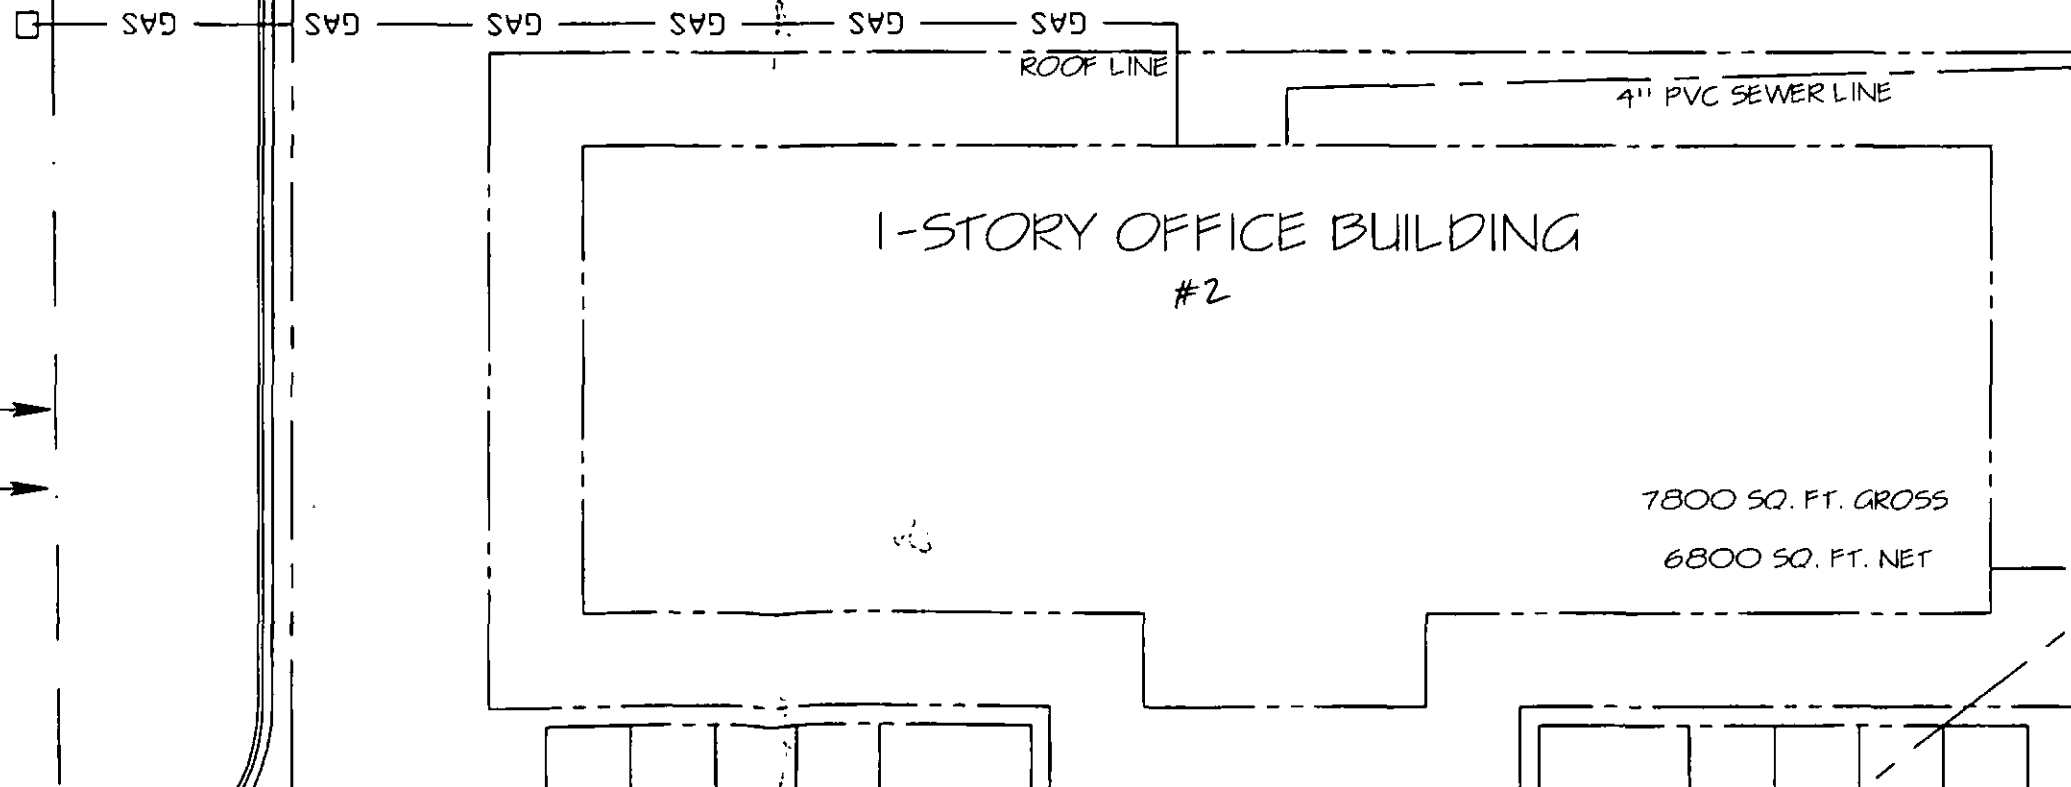 GAS GAS GAS GAS GAS GAS
ROOF LINE
4" PVC SEWER LINE
1-STORY OFFICE BUILDING
#2
7800 SQ. FT. GROSS
6800 SQ. FT. NET